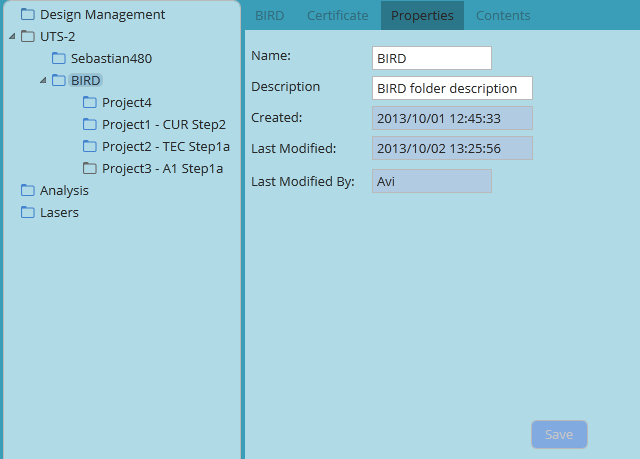 Design Management
UTS-2
Sebastian480
BIRD
Project4
Project1 - CUR Step2
Project2 - TEC Step1a
Project3 - A1 Step1a
Analysis
Lasers
BIRD Certificate Properties Contents
Name: BIRD
Description BIRD folder description
Created: 2013/10/01 12:45:33
Last Modified: 2013/10/02 13:25:56
Last Modified By: Avi
Save